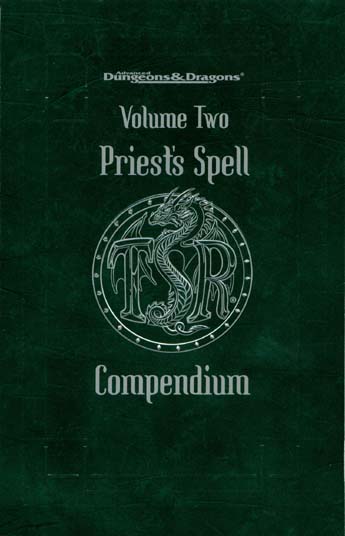 Advanced
Dungeons & Dragons®
Volume Two
Priest's Spell
TSR®
Compendium